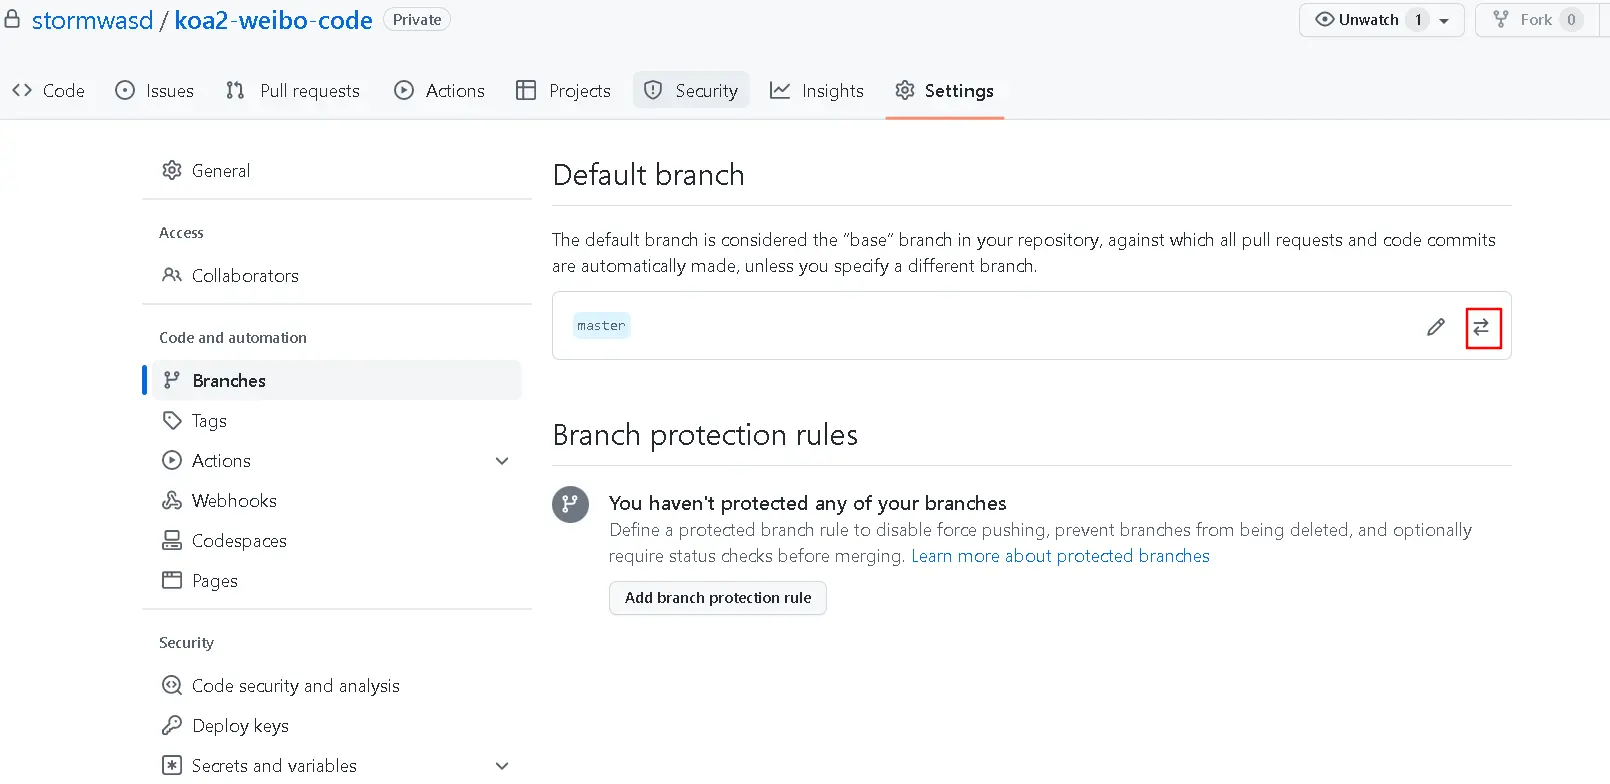 stormwasd / koa2-weibo-code Private
Unwatch 1
Fork 0
Code
Issues
Pull requests
Actions
Projects
Security
Insights
Settings
General
Access
Collaborators
Code and automation
Branches
Tags
Actions
Webhooks
Codespaces
Pages
Security
Code security and analysis
Deploy keys
Secrets and variables
Default branch
The default branch is considered the “base” branch in your repository, against which all pull requests and code commits
are automatically made, unless you specify a different branch.
master
Branch protection rules
You haven't protected any of your branches
Define a protected branch rule to disable force pushing, prevent branches from being deleted, and optionally
require status checks before merging. Learn more about protected branches
Add branch protection rule